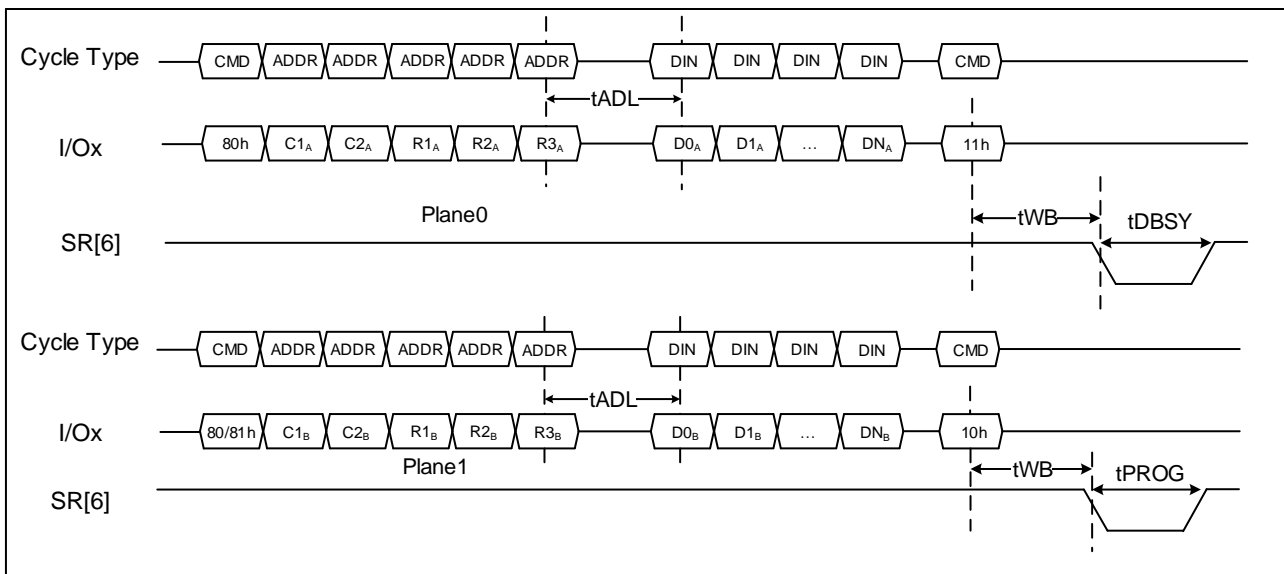 Cycle Type CMD ADDR ADDR ADDR ADDR ADDR DIN DIN DIN DIN CMD
tADL
I/Ox 80h C1A C2A R1A R2A R3A D0A D1A … DNA 11h
Plane0
tWB tDBSY
SR[6]
Cycle Type CMD ADDR ADDR ADDR ADDR ADDR DIN DIN DIN DIN CMD
tADL
I/Ox 80/81h C1B C2B R1B R2B R3B D0B D1B … DNB 10h
Plane1
tWB tPROG
SR[6]